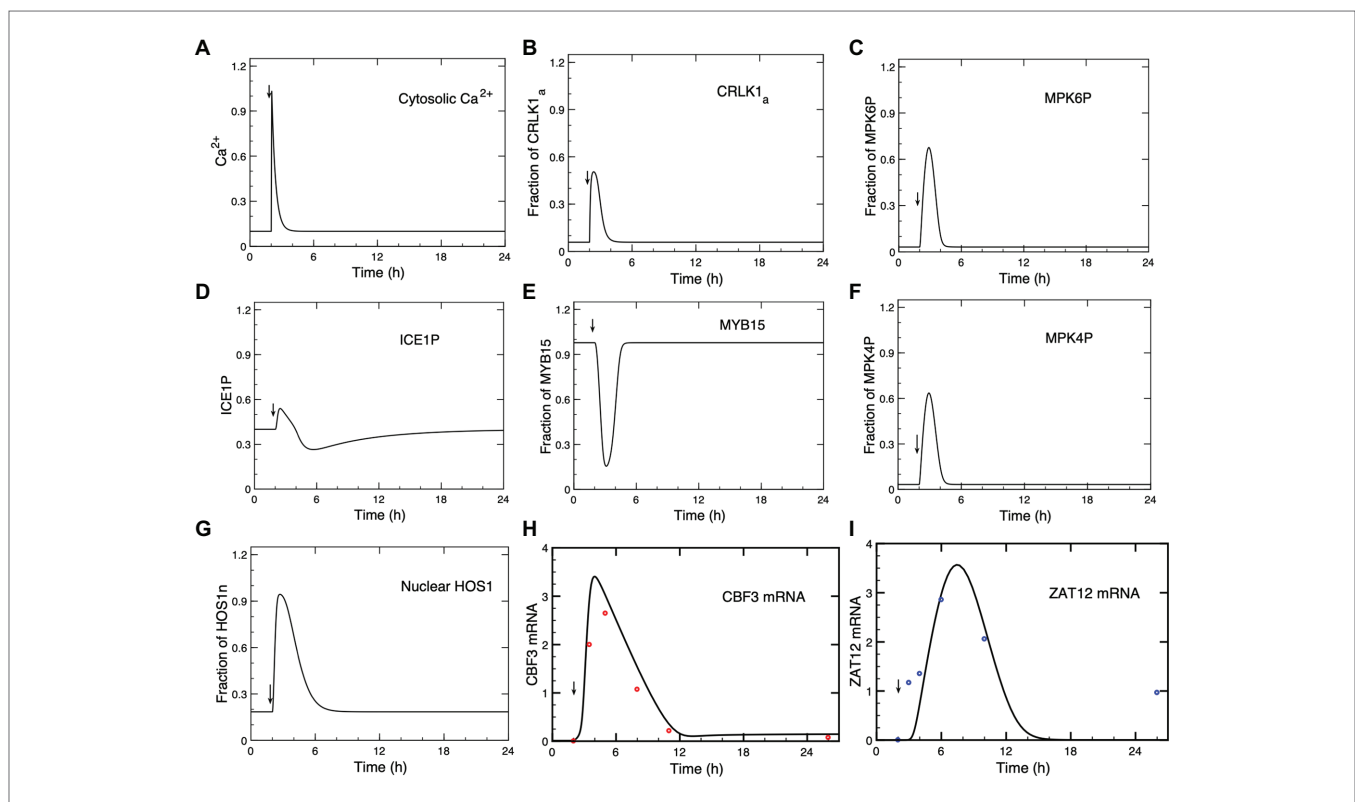 A
Cytosolic Ca2+
Ca2+
1.2
0.9
0.6
0.3
0
0 6 12 18 24
Time (h)
B
CRLK1a
Fraction of CRLK1a
1.2
0.9
0.6
0.3
0
0 6 12 18 24
Time (h)
C
MPK6P
Fraction of MPK6P
1.2
0.9
0.6
0.3
0
0 6 12 18 24
Time (h)
D
ICE1P
ICE1P
1.2
0.9
0.6
0.3
0
0 6 12 18 24
Time (h)
E
MYB15
Fraction of MYB15
1.2
0.9
0.6
0.3
0
0 6 12 18 24
Time (h)
F
MPK4P
Fraction of MPK4P
1.2
0.9
0.6
0.3
0
0 6 12 18 24
Time (h)
G
Nuclear HOS1
Fraction of HOS1n
1.2
0.9
0.6
0.3
0
0 6 12 18 24
Time (h)
H
CBF3 mRNA
CBF3 mRNA
4
3
2
1
0
0 6 12 18 24
Time (h)
I
ZAT12 mRNA
ZAT12 mRNA
4
3
2
1
0
0 6 12 18 24
Time (h)